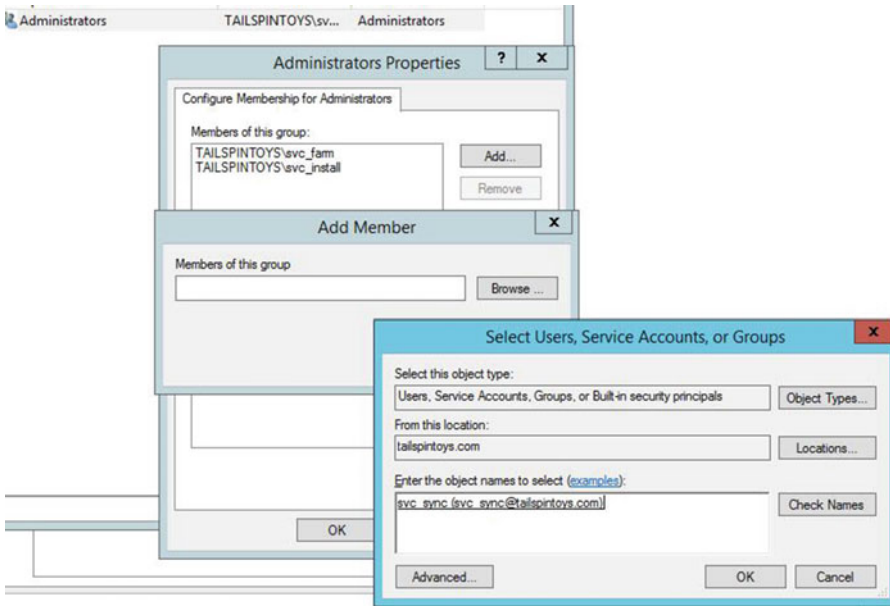 Administrators TAILSPINTOYS\sv... Administrators
Administrators Properties ? x
Configure Membership for Administrators
Members of this group:
TAILSPINTOYS\svc_farm
TAILSPINTOYS\svc_install
Add...
Remove
Add Member x
Members of this group
Browse ...
Select Users, Service Accounts, or Groups x
Select this object type:
Users, Service Accounts, Groups, or Built-in security principals
Object Types...
From this location:
tailspintoys.com
Locations...
Enter the object names to select (examples):
svc_sync (svc_sync@tailspintoys.com)
Check Names
OK
Advanced...
OK
Cancel